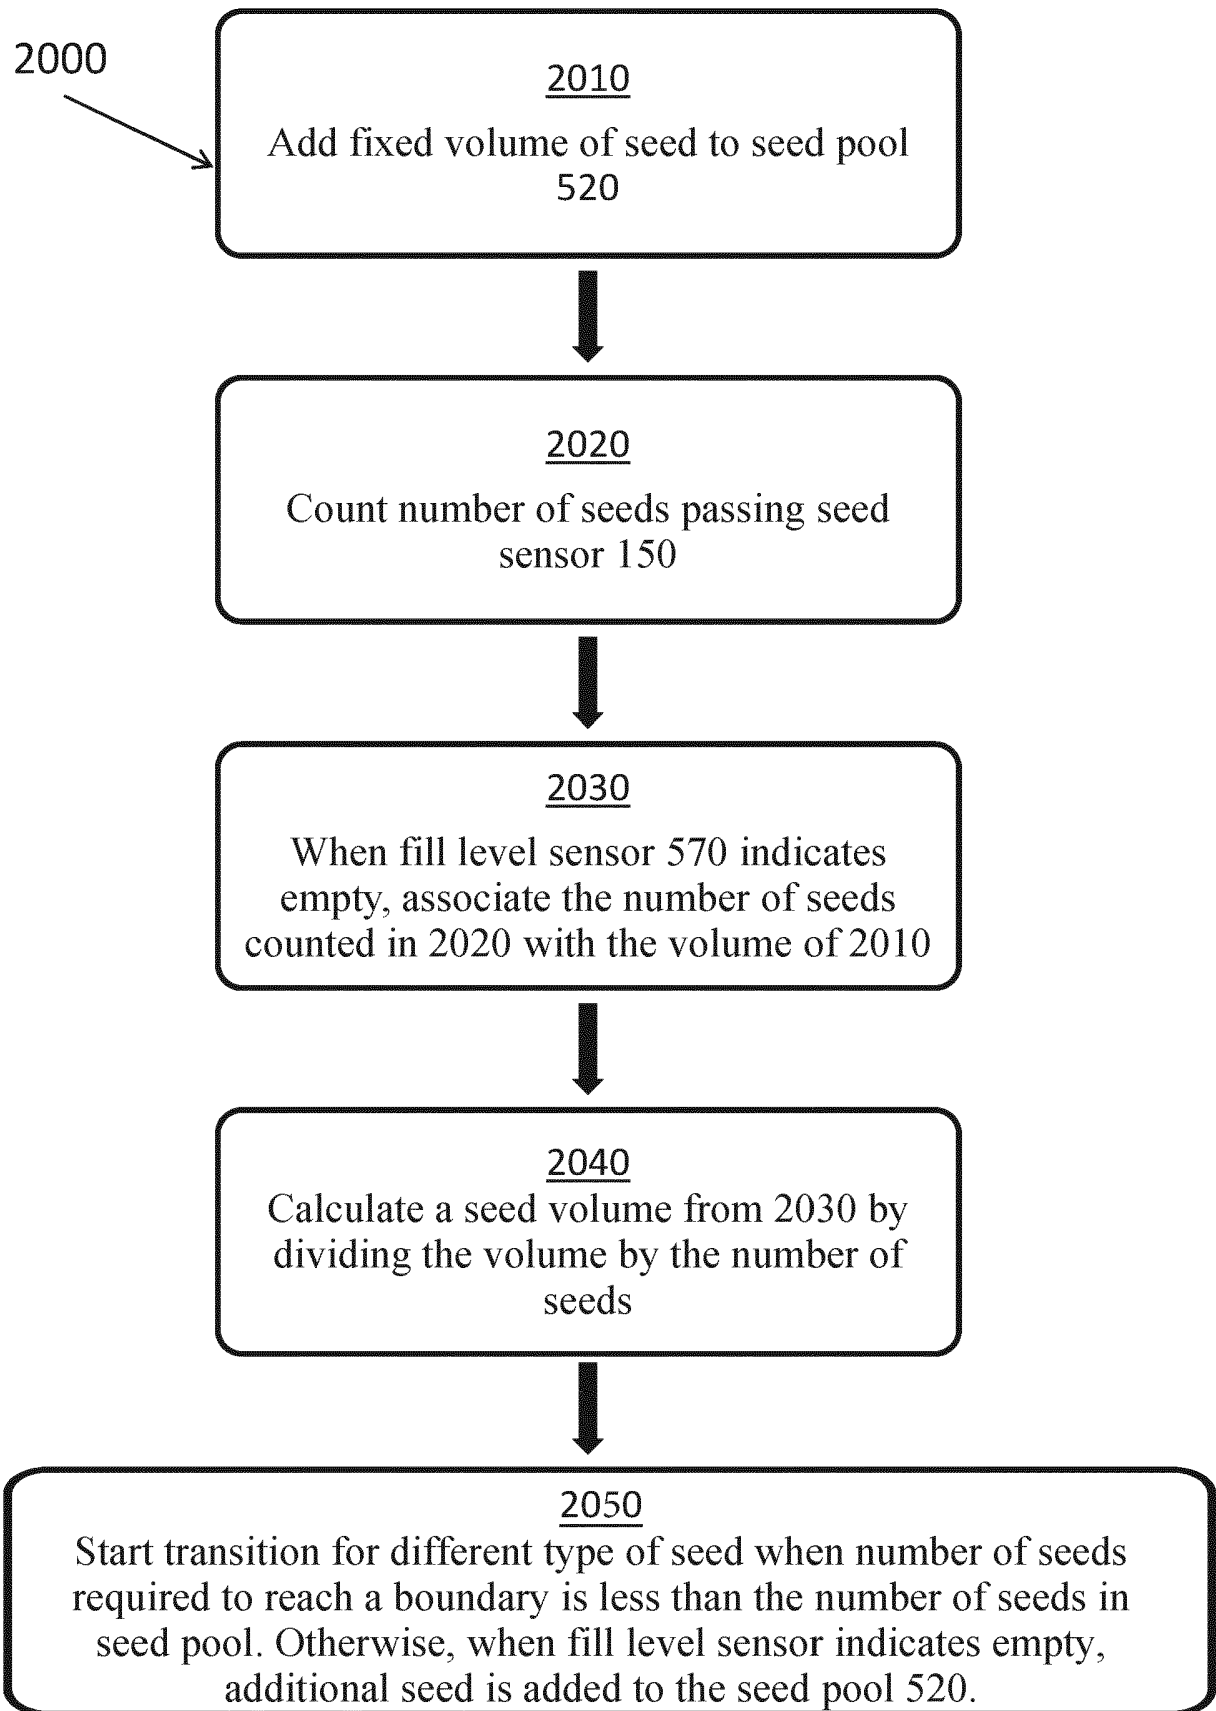 2000
2010
Add fixed volume of seed to seed pool
520
2020
Count number of seeds passing seed
sensor 150
2030
When fill level sensor 570 indicates
empty, associate the number of seeds
counted in 2020 with the volume of 2010
2040
Calculate a seed volume from 2030 by
dividing the volume by the number of
seeds
2050
Start transition for different type of seed when number of seeds
required to reach a boundary is less than the number of seeds in
seed pool. Otherwise, when fill level sensor indicates empty,
additional seed is added to the seed pool 520.